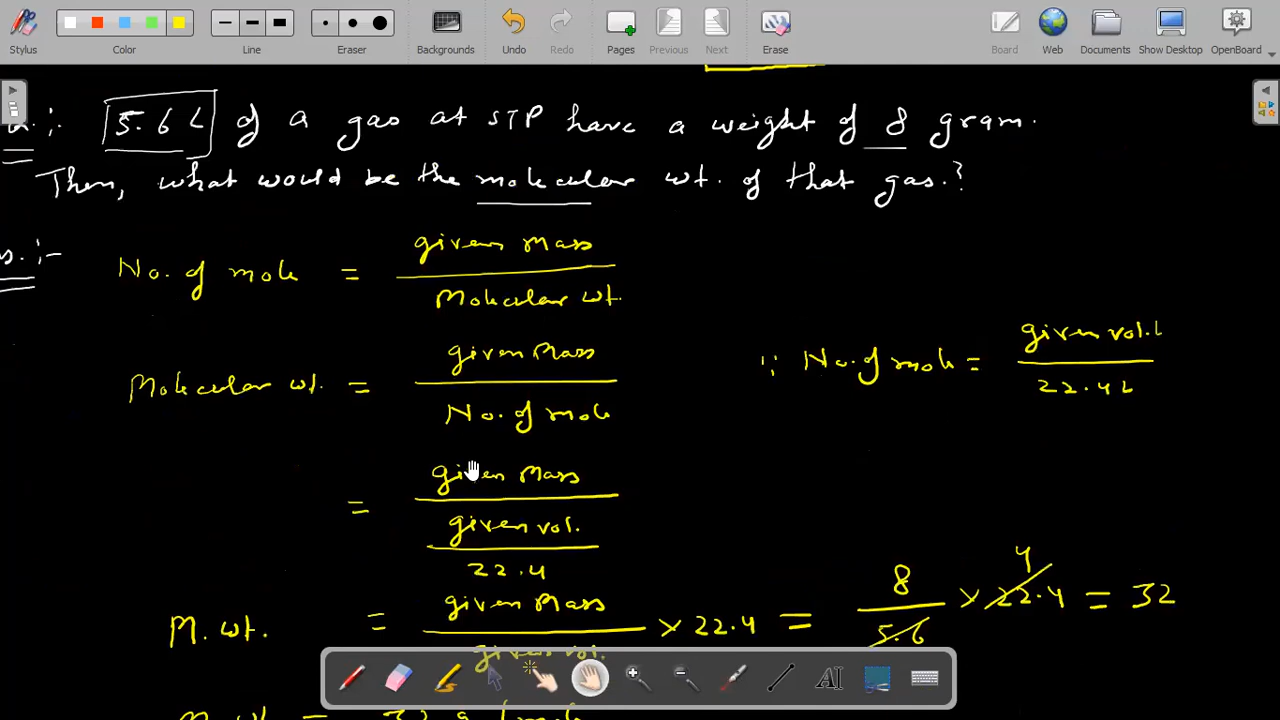 Stylus Color Line Eraser Backgrounds Undo Redo Pages Previous Next Erase Board Web Documents Show Desktop OpenBoard
5.6 L of a gas at STP have a weight of 8 gram.
Then, what would be the molecular wt. of that gas.?
No. of mole = given Mass / Molecular wt.
Molecular wt. = given Mass / No. of mole
∵ No. of mole = given vol. L / 22.4 L
= given Mass / given vol. / 22.4
M. wt. = given Mass / given vol. × 22.4 = 8 / 5.6 × 22.4 4 = 32